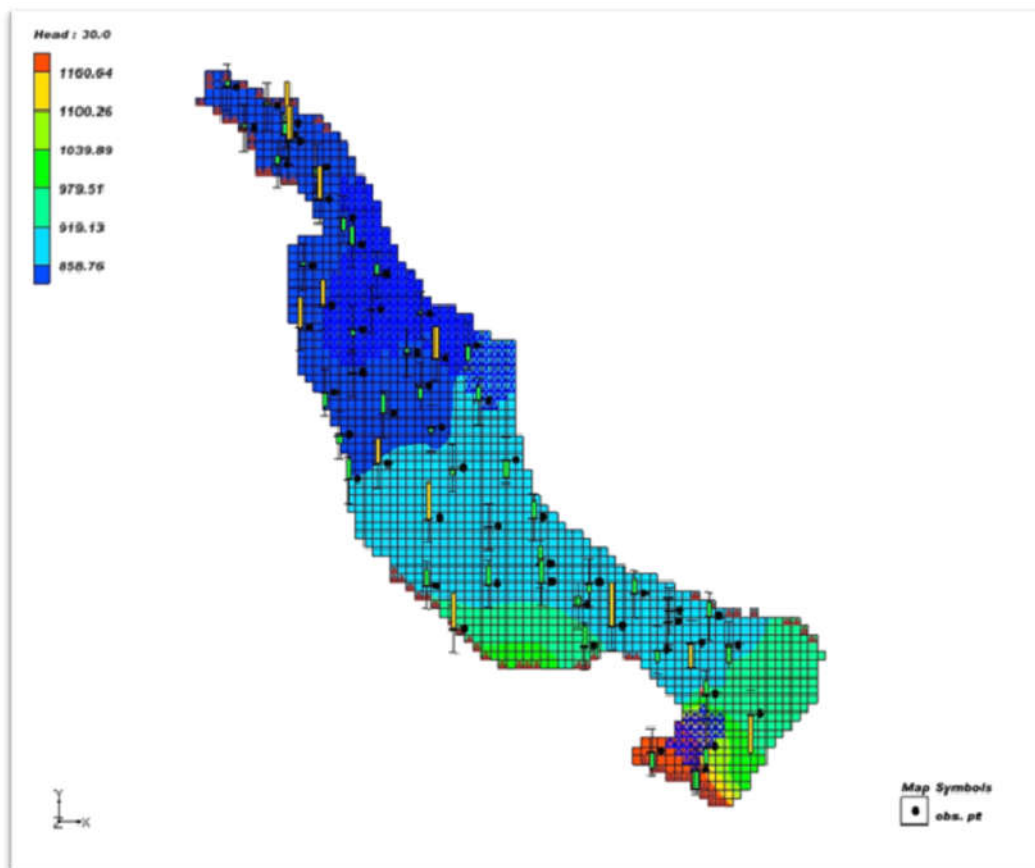 Head : 30.0
1160.64
1100.26
1039.89
979.51
919.13
858.76
Y
Z X
Map Symbols
obs. pt